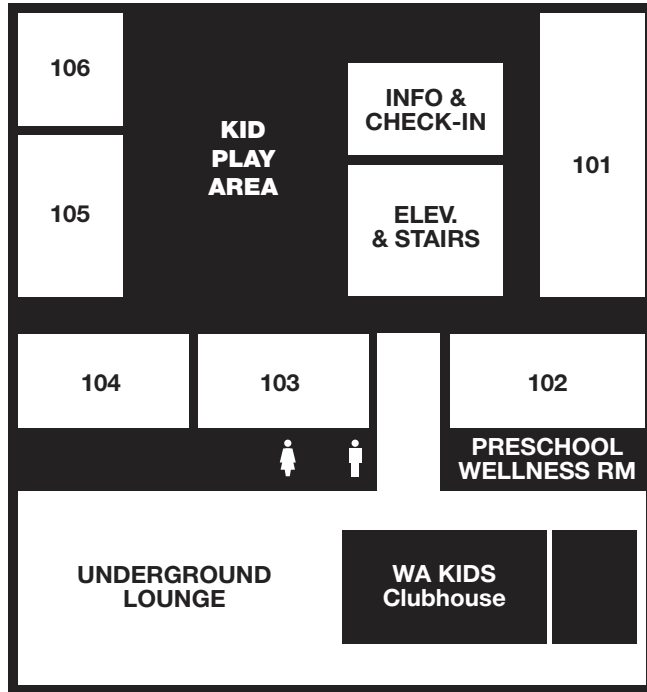 106
KID
PLAY
AREA
INFO &
CHECK-IN
101
105
ELEV.
& STAIRS
104
103
102
PRESCHOOL
WELLNESS RM
UNDERGROUND
LOUNGE
WA KIDS
Clubhouse